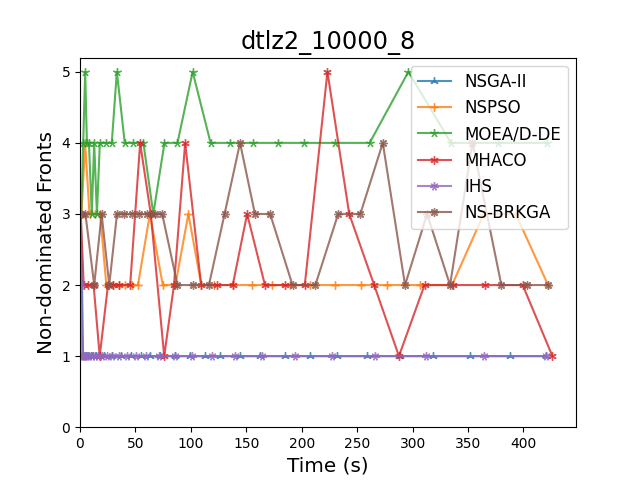 dtlz2_10000_8
Non-dominated Fronts
5
4
3
2
1
0
NSGA-II
NSPSO
MOEA/D-DE
MHACO
IHS
NS-BRKGA
0 50 100 150 200 250 300 350 400
Time (s)